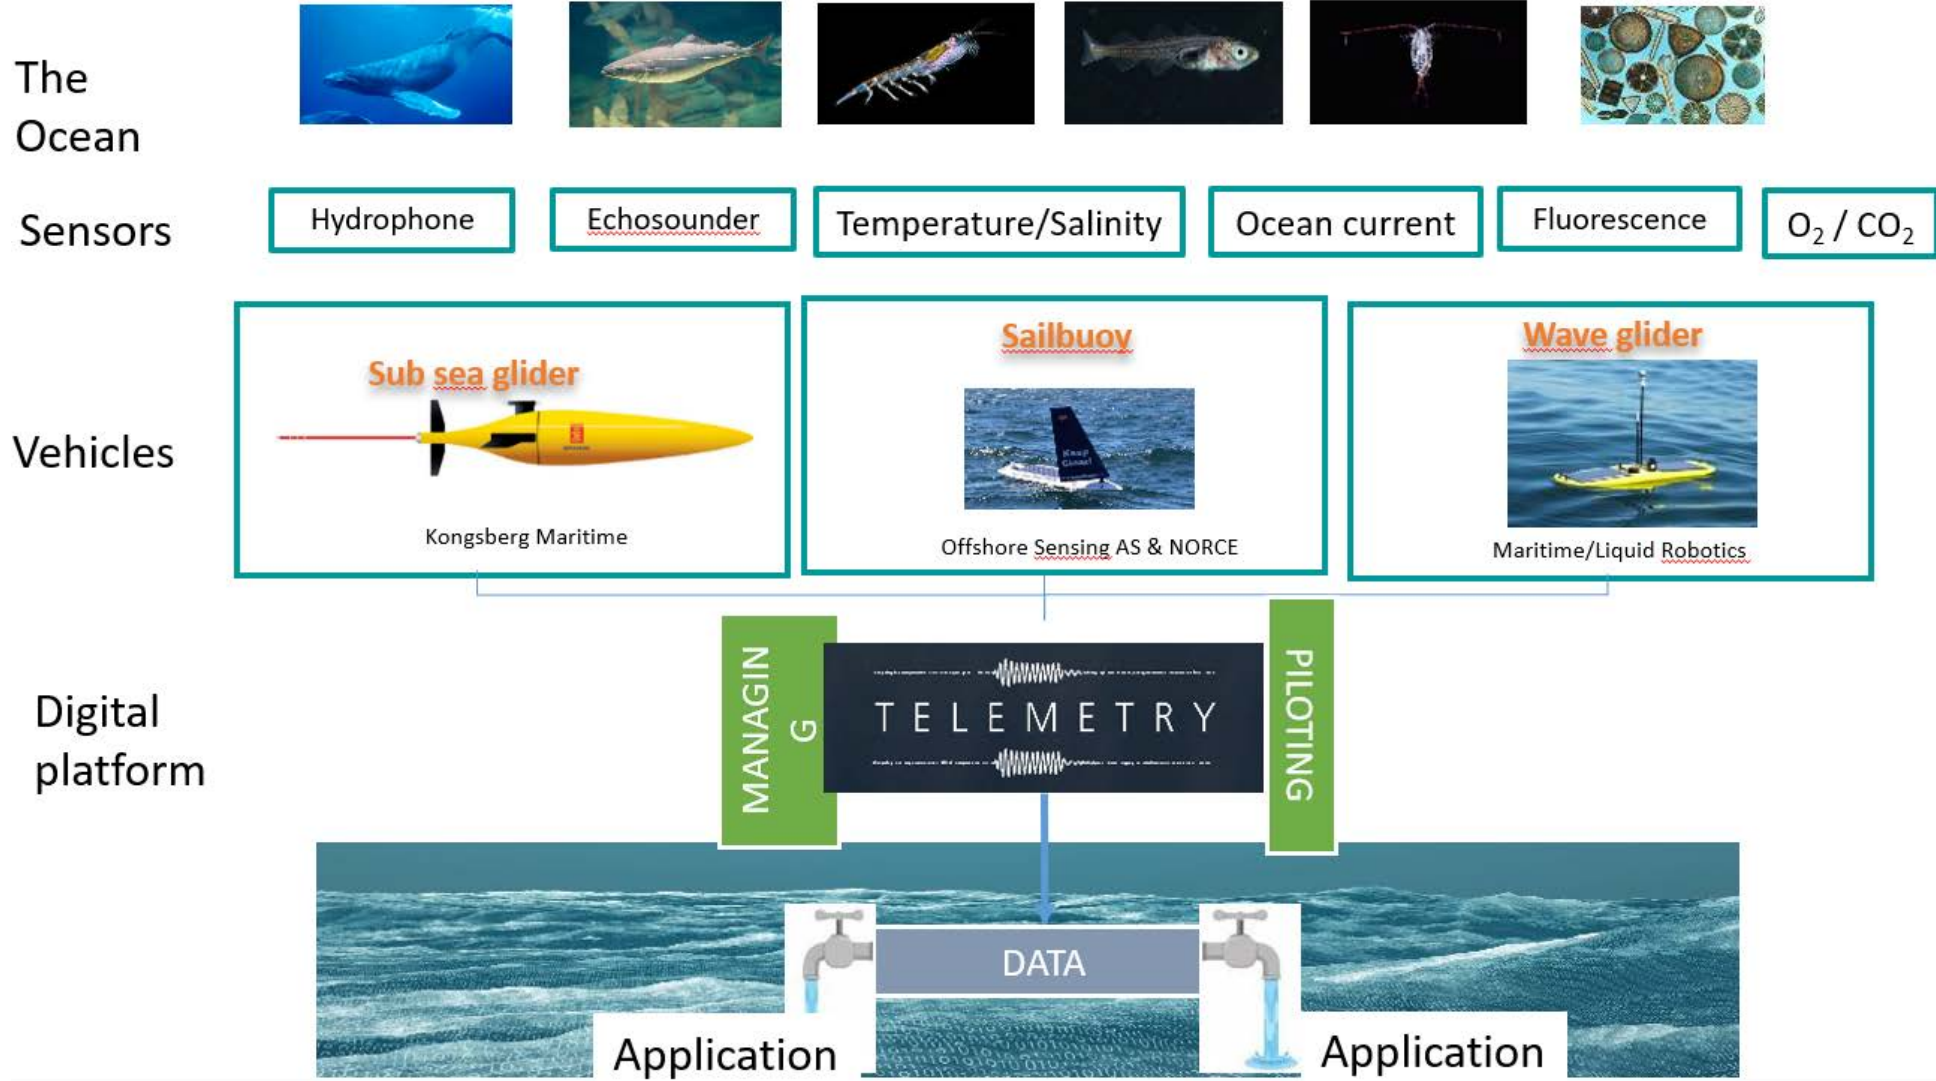 The
Ocean
Sensors
Hydrophone
Echosounder
Temperature/Salinity
Ocean current
Fluorescence
O₂ / CO₂
Vehicles
Sub sea glider
Kongsberg Maritime
Sailbuoy
Offshore Sensing AS & NORCE
Wave glider
Maritime/Liquid Robotics
Digital
platform
MANAGIN
G
TELEMETRY
PILOTING
DATA
Application
Application